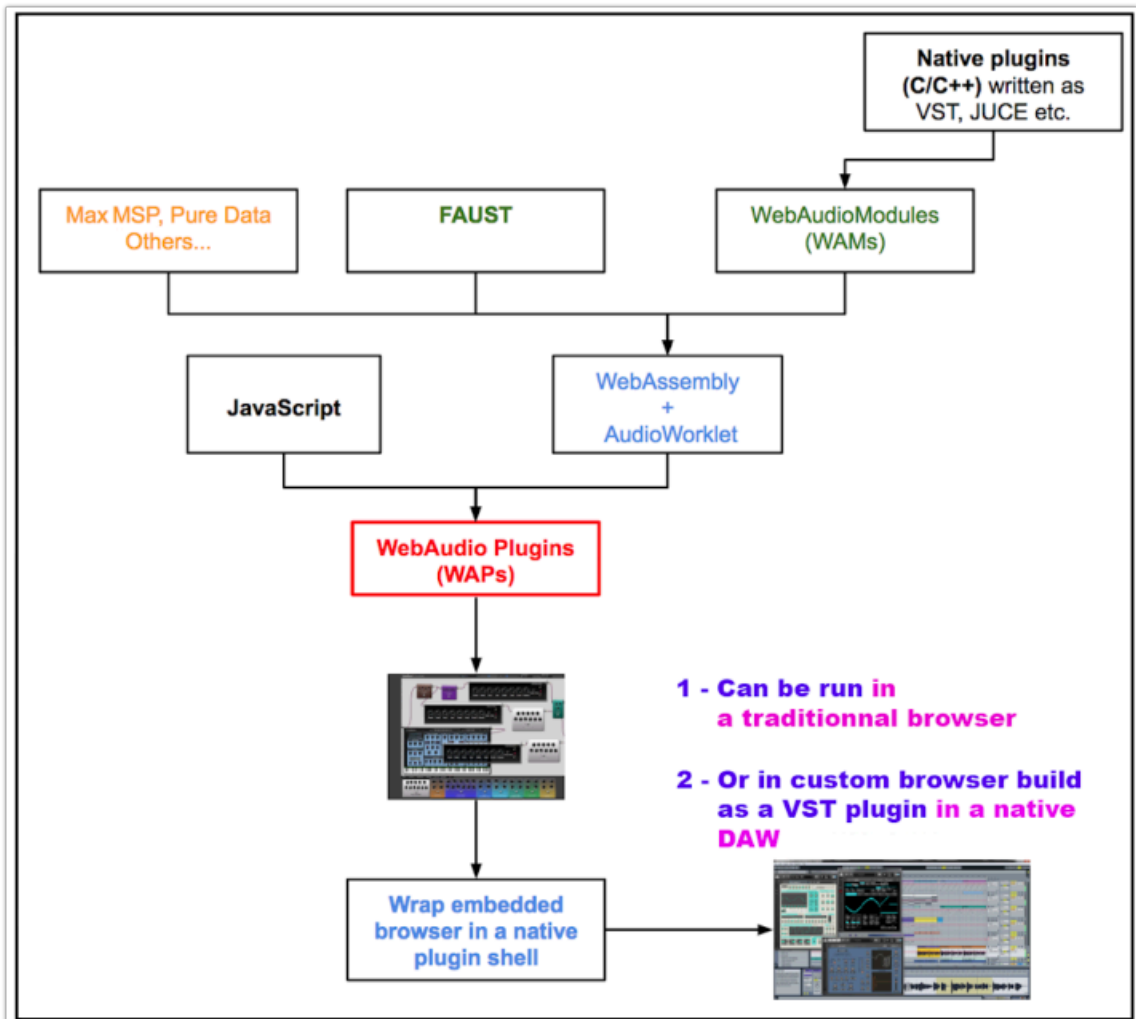 Native plugins
(C/C++) written as
VST, JUCE etc.
Max MSP, Pure Data
Others...
FAUST
WebAudioModules
(WAMs)
JavaScript
WebAssembly
+
AudioWorklet
WebAudio Plugins
(WAPs)
1 - Can be run in
a traditionnal browser
2 - Or in custom browser build
as a VST plugin in a native
DAW
Wrap embedded
browser in a native
plugin shell